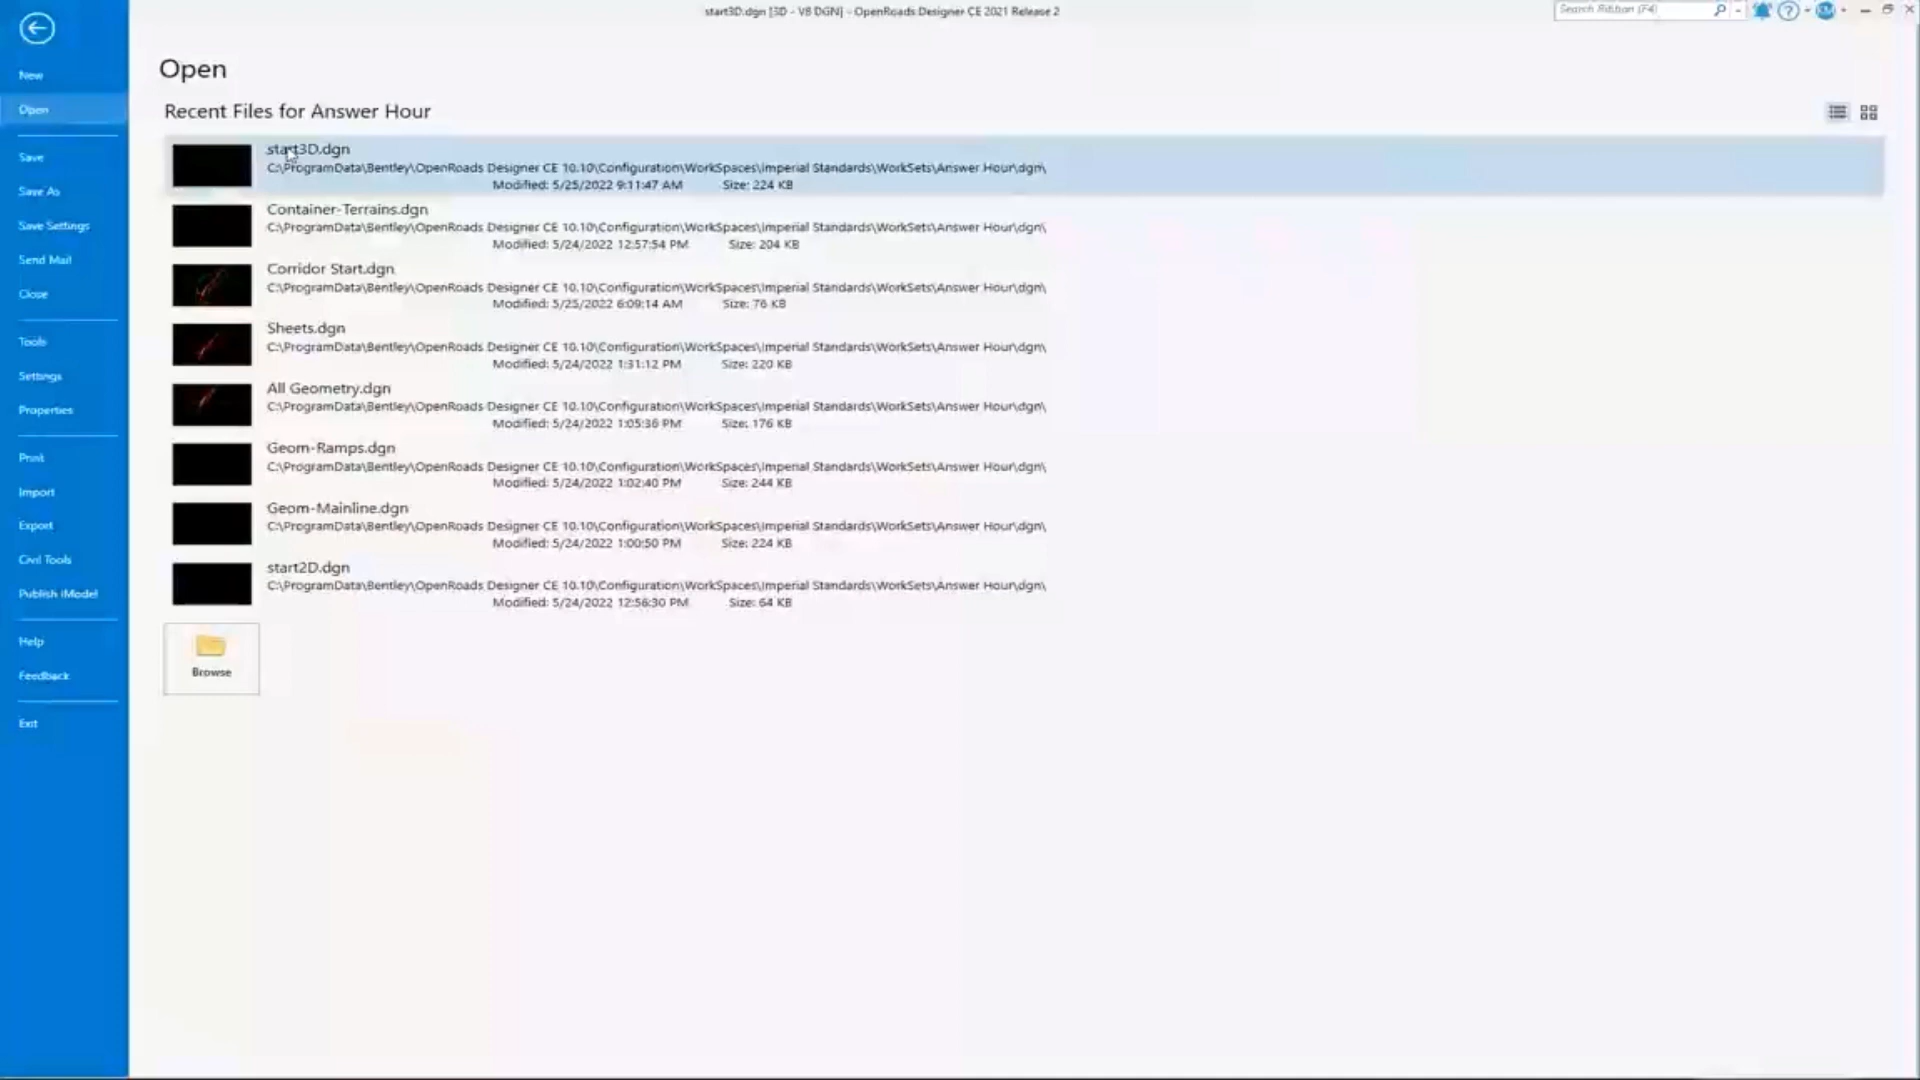 start3D.dgn [3D - V8 DGN] - OpenRoads Designer CE 2021 Release 2
Search Ribbon (F4)
New
Open
Save
Save As
Save Settings
Send Mail
Close
Tools
Settings
Properties
Print
Import
Export
Civil Tools
Publish iModel
Help
Feedback
Exit
Open
Recent Files for Answer Hour
start3D.dgn
C:\ProgramData\Bentley\OpenRoads Designer CE 10.10\Configuration\WorkSpaces\Imperial Standards\WorkSets\Answer Hour\dgn\
Modified: 5/25/2022 9:11:47 AM Size: 224 KB
Container-Terrains.dgn
C:\ProgramData\Bentley\OpenRoads Designer CE 10.10\Configuration\WorkSpaces\Imperial Standards\WorkSets\Answer Hour\dgn\
Modified: 5/24/2022 12:57:54 PM Size: 204 KB
Corridor Start.dgn
C:\ProgramData\Bentley\OpenRoads Designer CE 10.10\Configuration\WorkSpaces\Imperial Standards\WorkSets\Answer Hour\dgn\
Modified: 5/25/2022 6:09:14 AM Size: 76 KB
Sheets.dgn
C:\ProgramData\Bentley\OpenRoads Designer CE 10.10\Configuration\WorkSpaces\Imperial Standards\WorkSets\Answer Hour\dgn\
Modified: 5/24/2022 1:31:12 PM Size: 220 KB
All Geometry.dgn
C:\ProgramData\Bentley\OpenRoads Designer CE 10.10\Configuration\WorkSpaces\Imperial Standards\WorkSets\Answer Hour\dgn\
Modified: 5/24/2022 1:05:36 PM Size: 176 KB
Geom-Ramps.dgn
C:\ProgramData\Bentley\OpenRoads Designer CE 10.10\Configuration\WorkSpaces\Imperial Standards\WorkSets\Answer Hour\dgn\
Modified: 5/24/2022 1:02:40 PM Size: 244 KB
Geom-Mainline.dgn
C:\ProgramData\Bentley\OpenRoads Designer CE 10.10\Configuration\WorkSpaces\Imperial Standards\WorkSets\Answer Hour\dgn\
Modified: 5/24/2022 1:00:50 PM Size: 224 KB
start2D.dgn
C:\ProgramData\Bentley\OpenRoads Designer CE 10.10\Configuration\WorkSpaces\Imperial Standards\WorkSets\Answer Hour\dgn\
Modified: 5/24/2022 12:56:30 PM Size: 64 KB
Browse